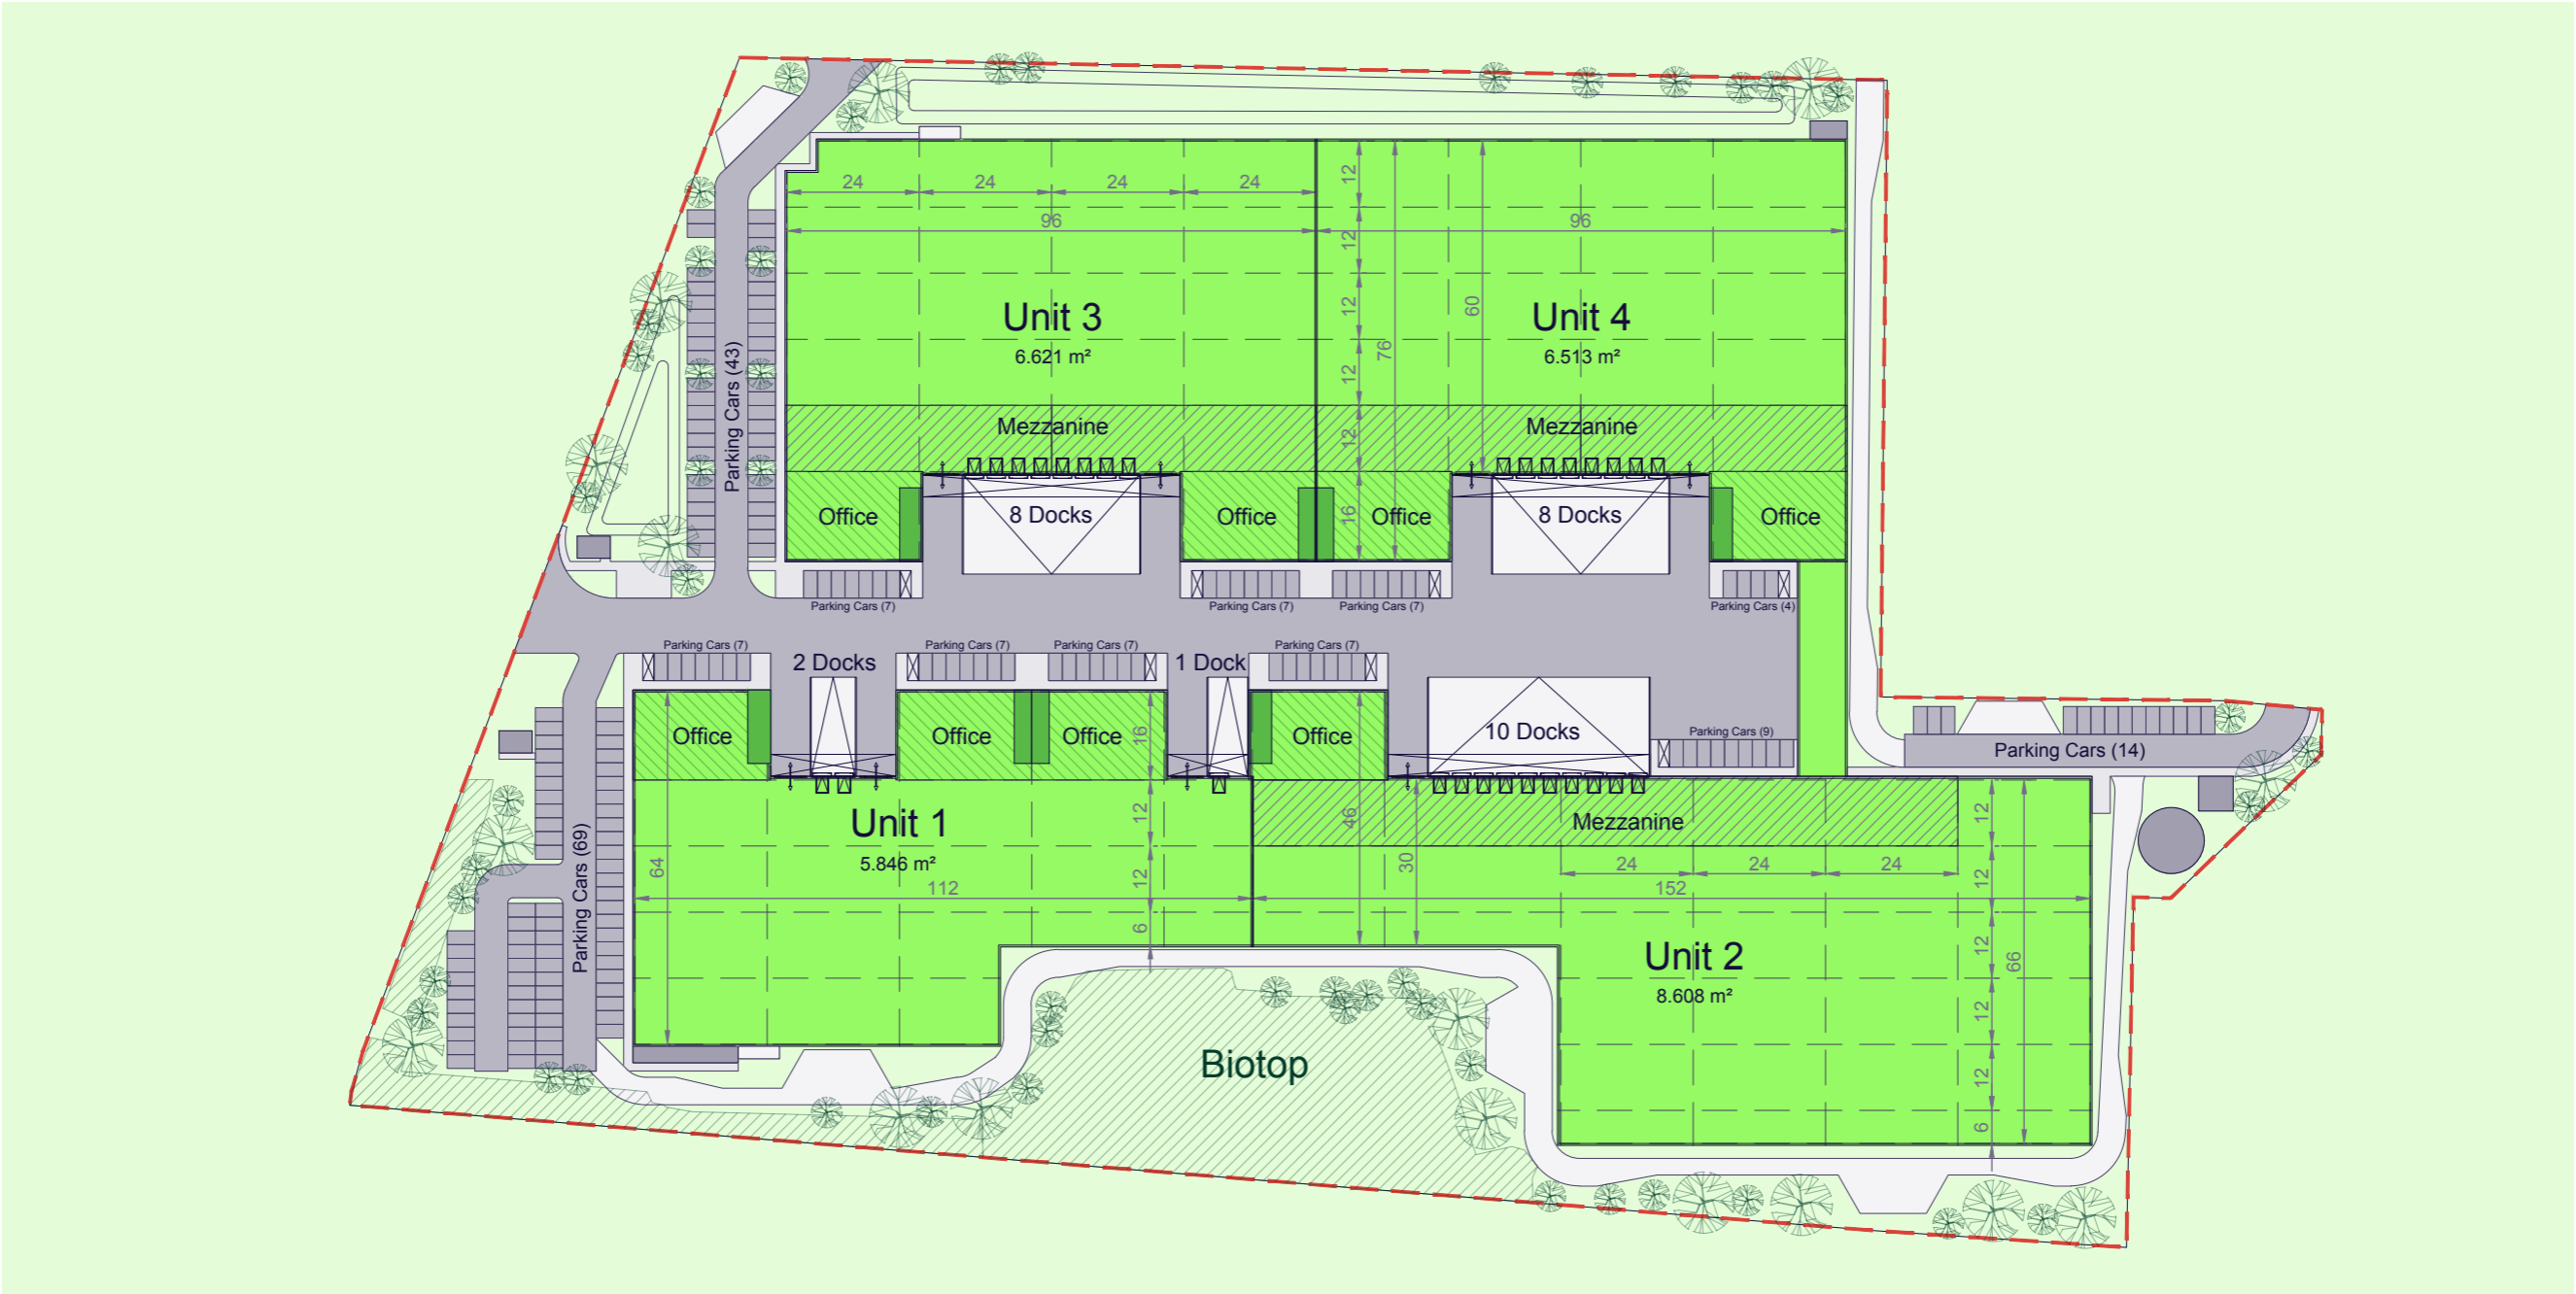 24
24
24
24
96
96
12
12
12
12
12
16
76
60
Unit 3
6.621 m²
Unit 4
6.513 m²
Parking Cars (43)
Mezzanine
Mezzanine
Office
8 Docks
Office
Office
8 Docks
Office
Parking Cars (7)
Parking Cars (7)
Parking Cars (7)
Parking Cars (4)
Parking Cars (7)
Parking Cars (7)
Parking Cars (7)
Parking Cars (7)
2 Docks
1 Dock
Office
Office
Office
Office
10 Docks
Parking Cars (9)
Parking Cars (14)
16
12
12
6
64
Unit 1
5.846 m²
112
46
30
Mezzanine
24
24
24
152
12
12
12
12
12
6
66
Unit 2
8.608 m²
Parking Cars (69)
Biotop